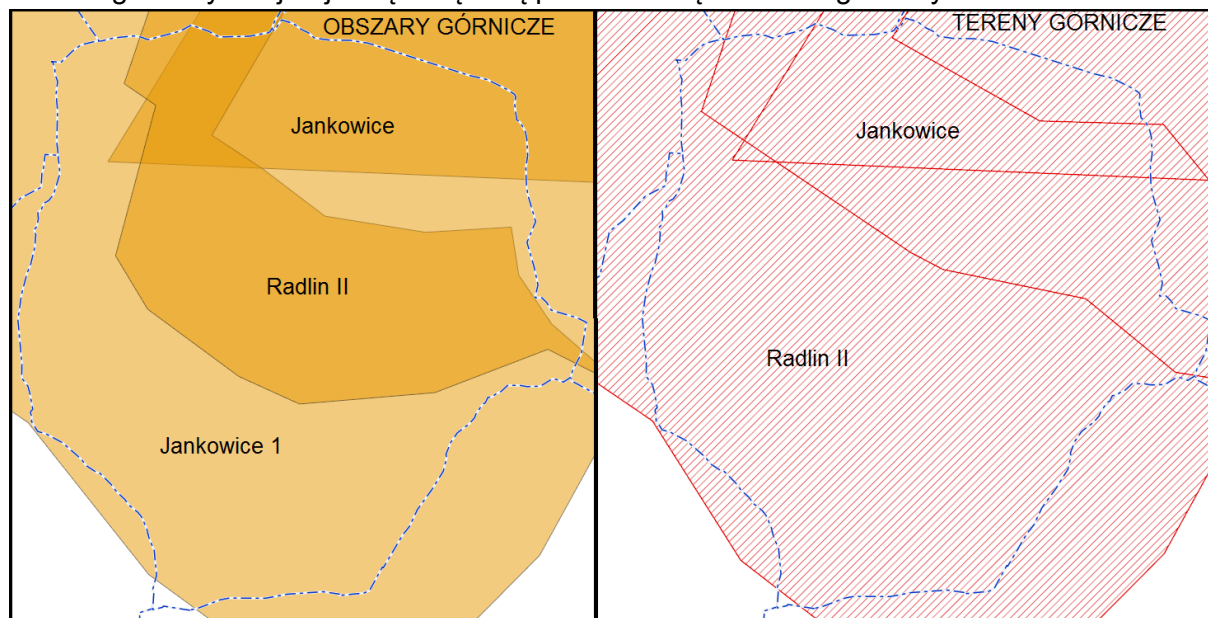 OBSZARY GÓRNICZE
Jankowice
Radlin II
Jankowice 1
TERENY GÓRNICZE
Jankowice
Radlin II